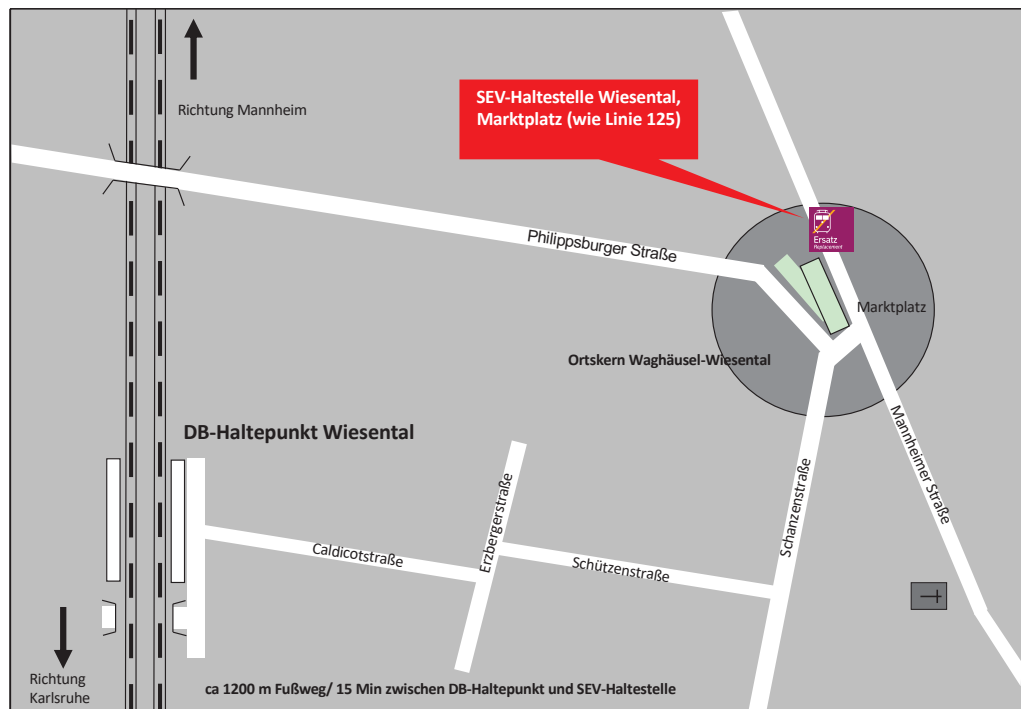 Richtung Mannheim
SEV-Haltestelle Wiesental,
Marktplatz (wie Linie 125)
Ersatz
Replacement
Philippsburger Straße
Marktplatz
Ortskern Waghäusel-Wiesental
DB-Haltepunkt Wiesental
Mannheimer Straße
Schanzenstraße
Erzbergerstraße
Caldicotstraße
Schützenstraße
Richtung
Karlsruhe
ca 1200 m Fußweg/ 15 Min zwischen DB-Haltepunkt und SEV-Haltestelle